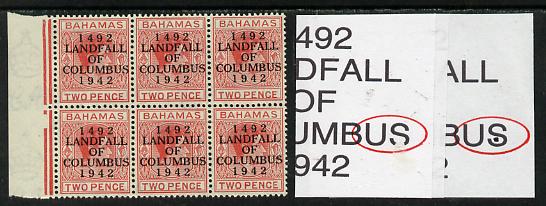 BAHAMAS BAHAMAS BAHAMAS
1492 1492 1492
LANDFALL LANDFALL LANDFALL
OF OF OF
COLUMBUS COLUMBUS COLUMBUS
1942 1942 1942
TWO PENCE TWO PENCE TWO PENCE
BAHAMAS BAHAMAS BAHAMAS
1492 1492 1492
LANDFALL LANDFALL LANDFALL
OF OF OF
COLUMBUS COLUMBUS COLUMBUS
1942 1942 1942
TWO PENCE TWO PENCE TWO PENCE
492
DFALL ALL
OF
UMBUS BUS
942